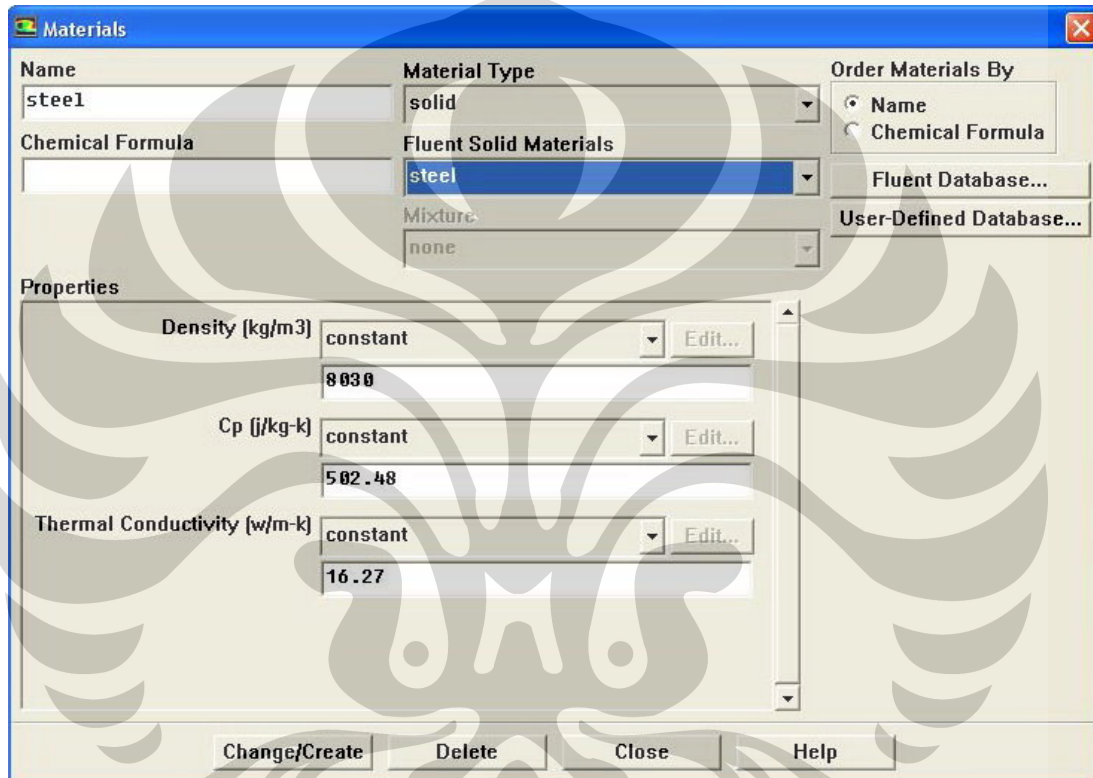 Materials
Name
steel
Chemical Formula
Material Type
solid
Fluent Solid Materials
steel
Mixture
none
Order Materials By
Name
Chemical Formula
Fluent Database...
User-Defined Database...
Properties
Density (kg/m3)
constant
Edit...
8030
Cp (j/kg-k)
constant
Edit...
502.48
Thermal Conductivity (w/m-k)
constant
Edit...
16.27
Change/Create
Delete
Close
Help